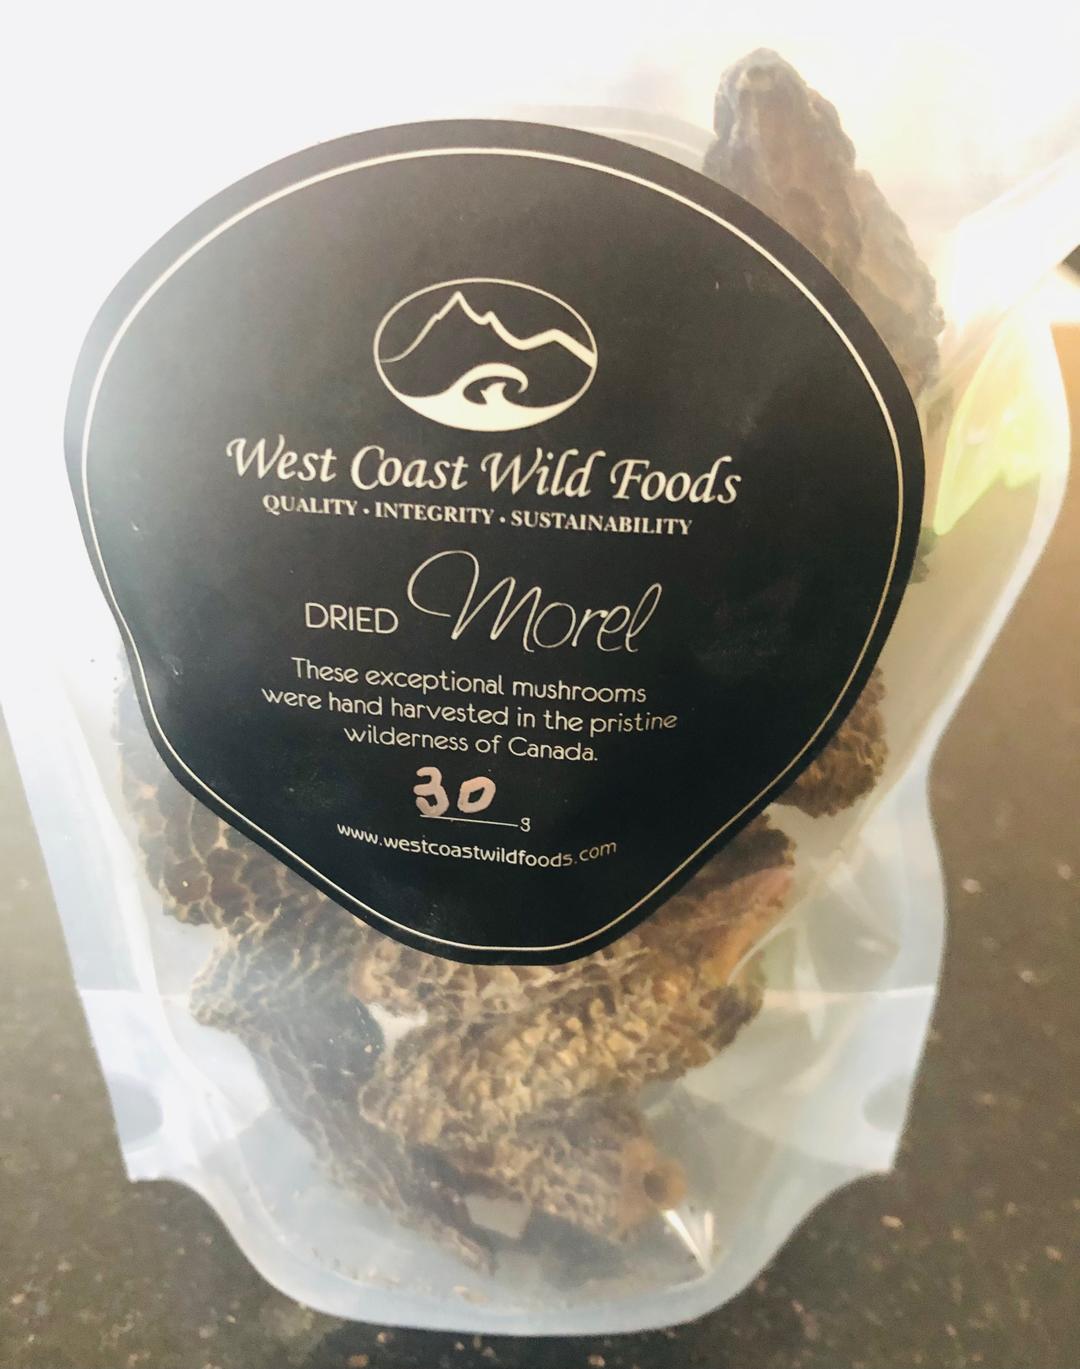 West Coast Wild Foods
QUALITY • INTEGRITY • SUSTAINABILITY
DRIED Morel
These exceptional mushrooms
were hand harvested in the pristine
wilderness of Canada.
30 g
www.westcoastwildfoods.com